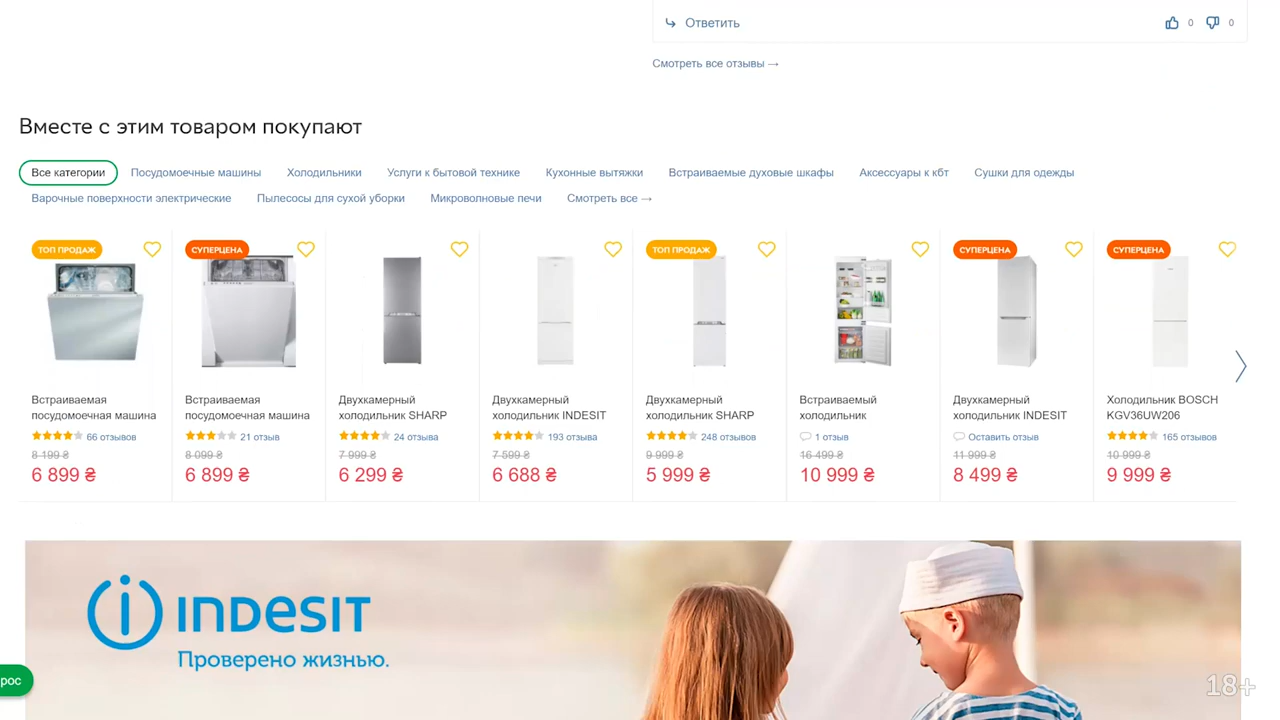 Ответить 0 0
Смотреть все отзывы →
Вместе с этим товаром покупают
Все категории Посудомоечные машины Холодильники Услуги к бытовой технике Кухонные вытяжки Встраиваемые духовые шкафы Аксессуары к кбт Сушки для одежды
Варочные поверхности электрические Пылесосы для сухой уборки Микроволновые печи Смотреть все →
ТОП ПРОДАЖ
Встраиваемая
посудомоечная машина
66 отзывов
8 199 ₴
6 899 ₴
СУПЕРЦЕНА
Встраиваемая
посудомоечная машина
21 отзыв
8 099 ₴
6 899 ₴
Двухкамерный
холодильник SHARP
24 отзыва
7 999 ₴
6 299 ₴
Двухкамерный
холодильник INDESIT
193 отзыва
7 599 ₴
6 688 ₴
ТОП ПРОДАЖ
Двухкамерный
холодильник SHARP
248 отзывов
9 999 ₴
5 999 ₴
Встраиваемый
холодильник
1 отзыв
16 499 ₴
10 999 ₴
СУПЕРЦЕНА
Двухкамерный
холодильник INDESIT
Оставить отзыв
11 999 ₴
8 499 ₴
СУПЕРЦЕНА
Холодильник BOSCH
KGV36UW206
165 отзывов
10 999 ₴
9 999 ₴
INDESIT
Проверено жизнью.
рос
18+